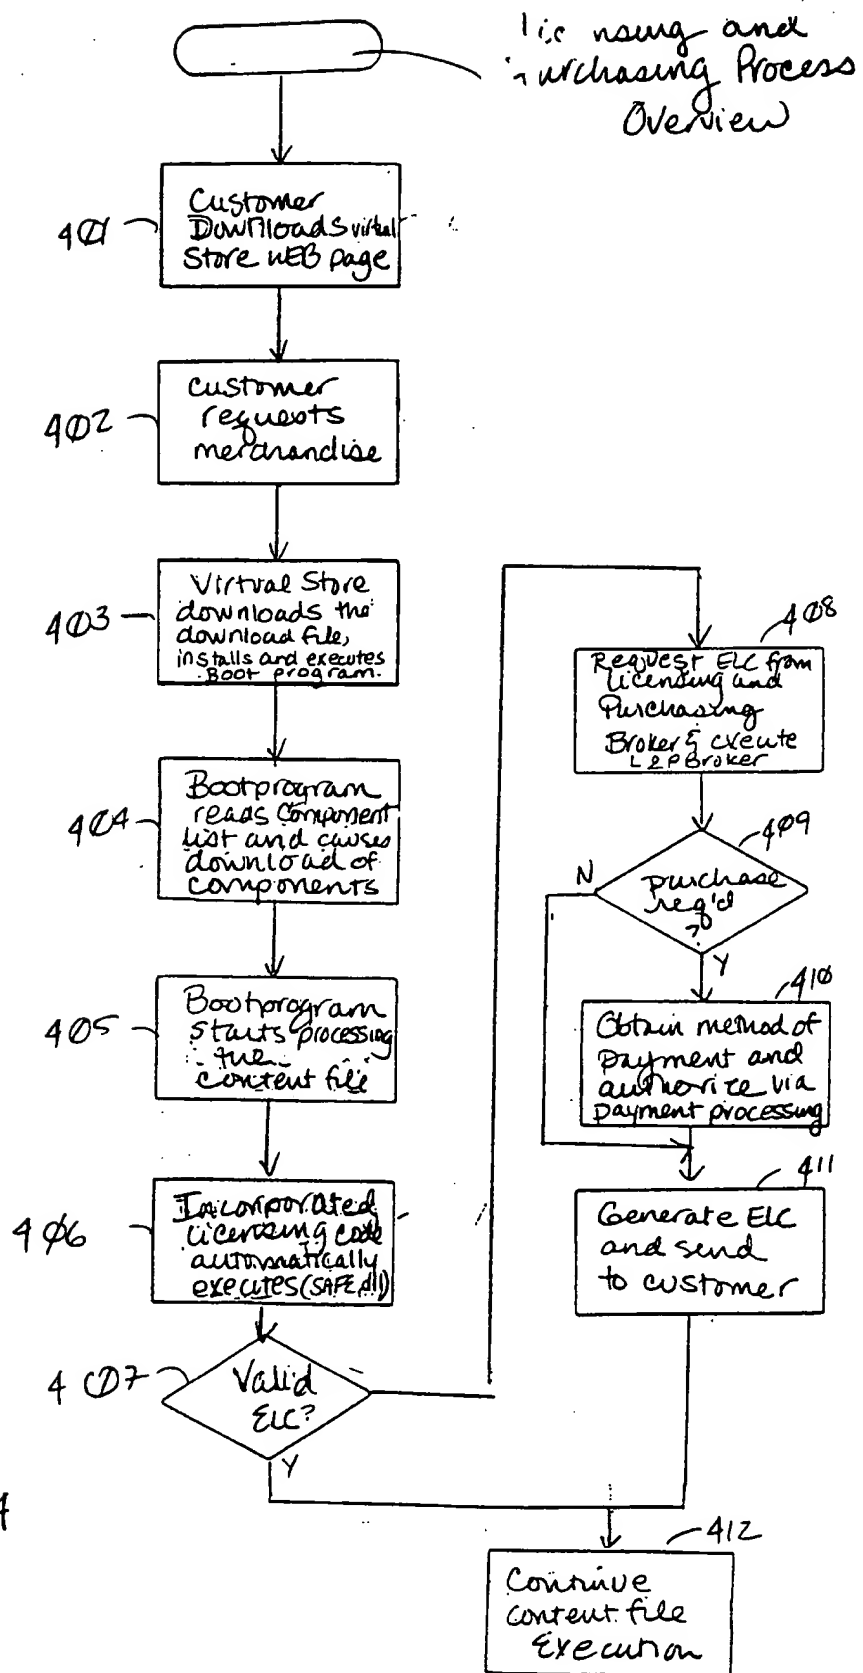 and
Purchasing Process
Overview
401
Customer
Downloads virtual
Store WEB page
402
customer
requests
merchandise
403
Virtual Store
downloads the
download file,
installs and executes
Boot program.
404
Bootprogram
reads Component
list and causes
download of
components
405
Bootprogram
starts processing
the
content file
406
Incorporated
licensing code
automatically
executes (SAFE.dll)
407
Valid
ELC?
Y
408
Request ELC from
Licensing and
Purchasing
Broker & execute
L&P Broker
409
N
purchase
req'd
?
Y
410
Obtain method of
payment and
authorize via
payment processing
411
Generate ELC
and send
to customer
412
Continue
content file
Execution